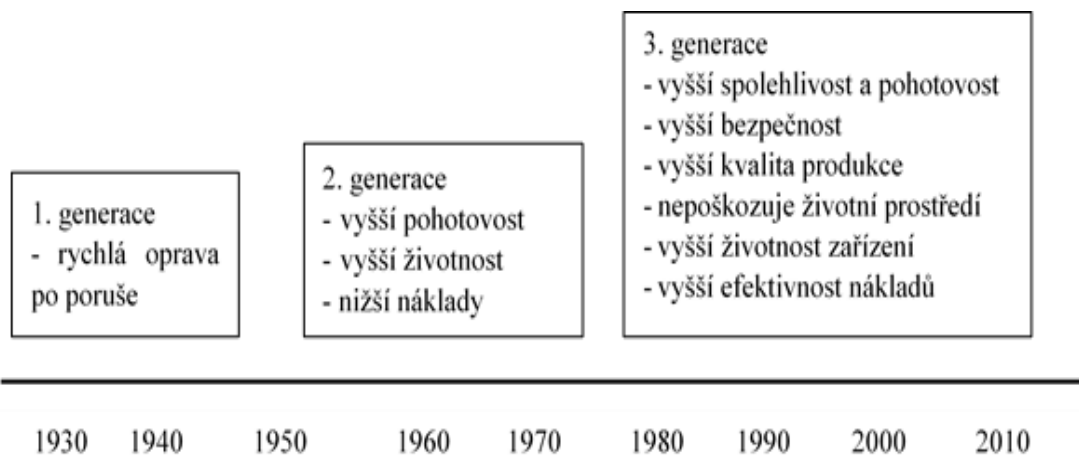 1. generace
- rychlá oprava
po poruše
2. generace
- vyšší pohotovost
- vyšší životnost
- nižší náklady
3. generace
- vyšší spolehlivost a pohotovost
- vyšší bezpečnost
- vyšší kvalita produkce
- nepoškozuje životní prostředí
- vyšší životnost zařízení
- vyšší efektivnost nákladů
1930 1940 1950 1960 1970 1980 1990 2000 2010